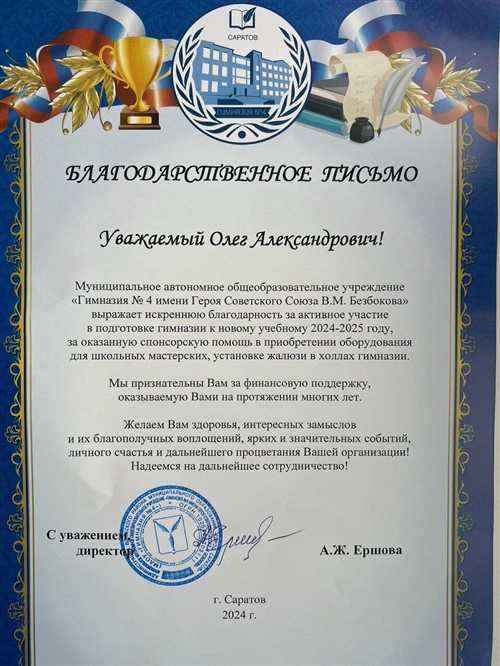 САРАТОВ
ГИМНАЗИЯ №4
БЛАГОДАРСТВЕННОЕ ПИСЬМО
Уважаемый Олег Александрович!
Муниципальное автономное общеобразовательное учреждение
«Гимназия № 4 имени Героя Советского Союза В.М. Безбокова»
выражает искреннюю благодарность за активное участие
в подготовке гимназии к новому учебному 2024-2025 году,
за оказанную спонсорскую помощь в приобретении оборудования
для школьных мастерских, установке жалюзи в холлах гимназии.
Мы признательны Вам за финансовую поддержку,
оказываемую Вами на протяжении многих лет.
Желаем Вам здоровья, интересных замыслов
и их благополучных воплощений, ярких и значительных событий,
личного счастья и дальнейшего процветания Вашей организации!
Надеемся на дальнейшее сотрудничество!
С уважением,
директор
А.Ж. Ершова
г. Саратов
2024 г.